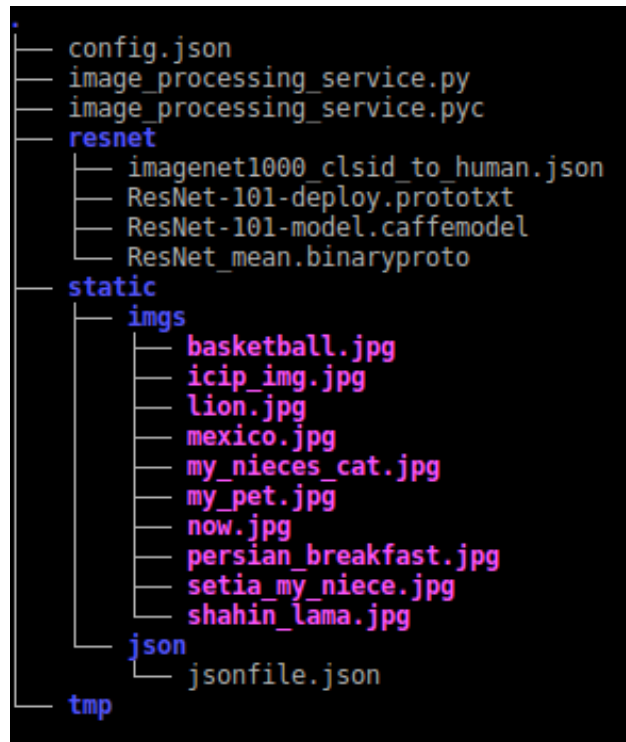 .
config.json
image_processing_service.py
image_processing_service.pyc
resnet
imagenet1000_clsid_to_human.json
ResNet-101-deploy.prototxt
ResNet-101-model.caffemodel
ResNet_mean.binaryproto
static
imgs
basketball.jpg
icip_img.jpg
lion.jpg
mexico.jpg
my_nieces_cat.jpg
my_pet.jpg
now.jpg
persian_breakfast.jpg
setia_my_niece.jpg
shahin_lama.jpg
json
jsonfile.json
tmp